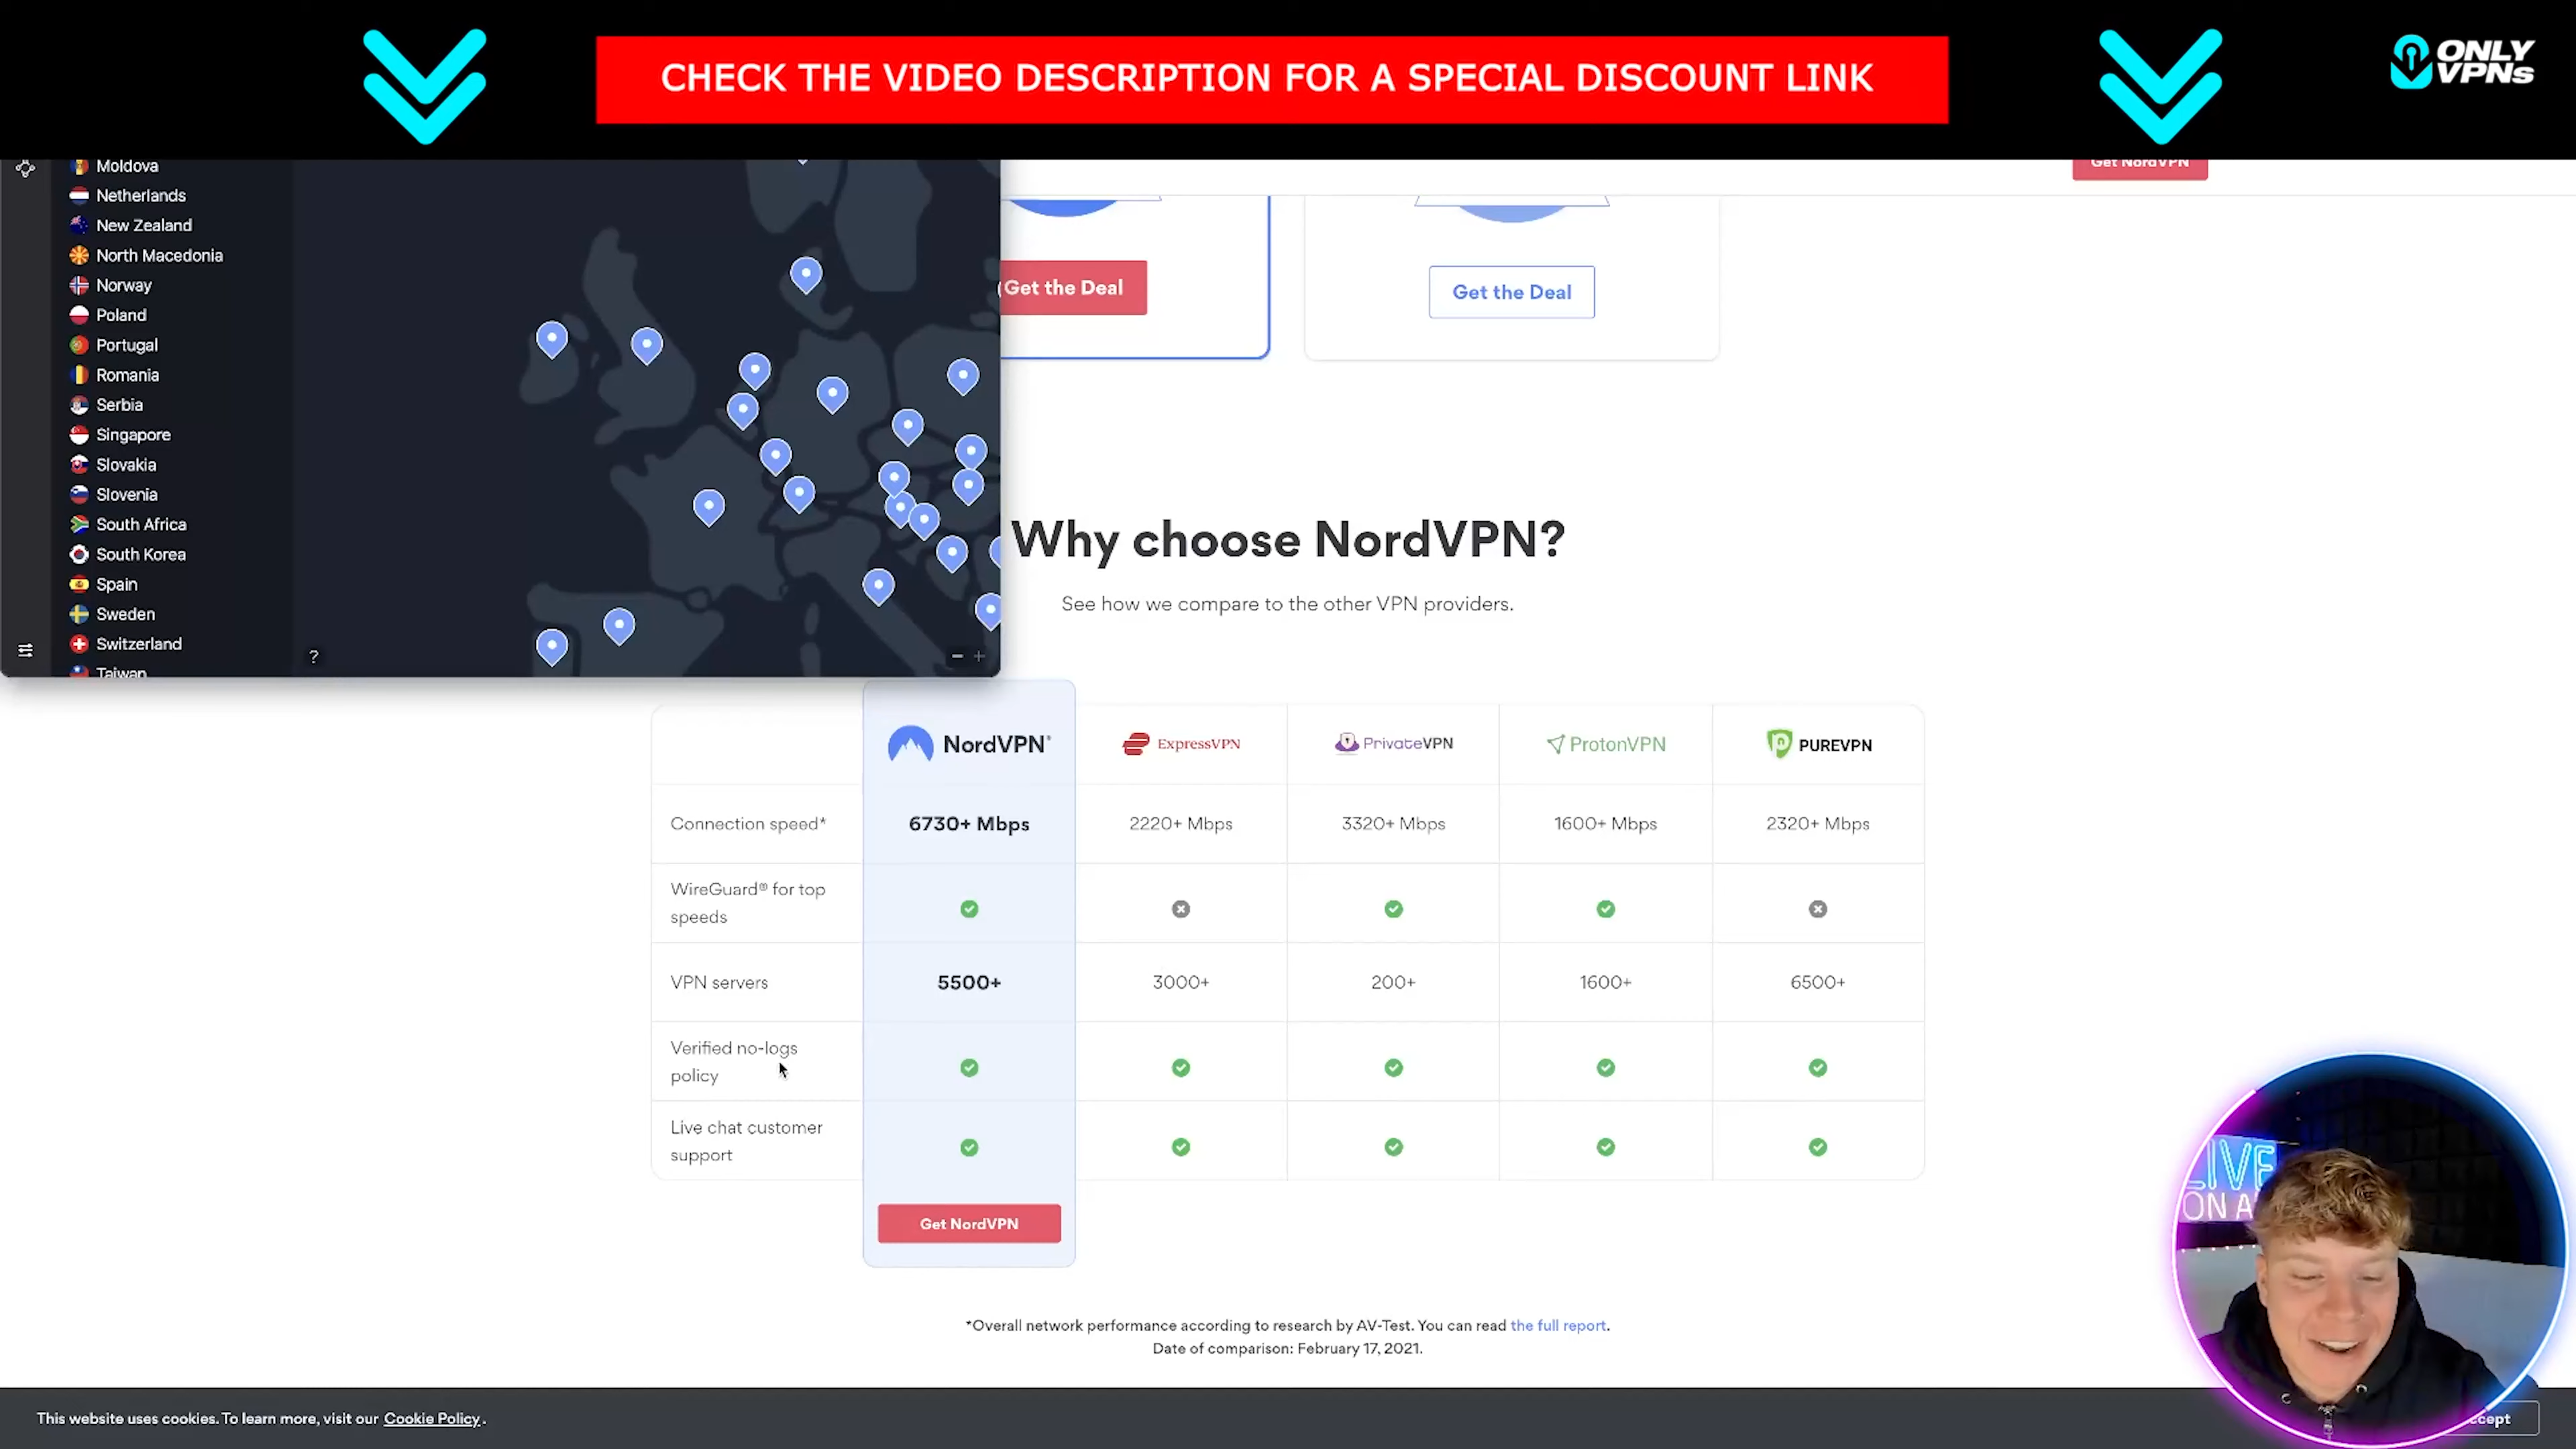 CHECK THE VIDEO DESCRIPTION FOR A SPECIAL DISCOUNT LINK
ONLY
VPNs
Get NordVPN
Moldova
Netherlands
New Zealand
North Macedonia
Norway
Poland
Portugal
Romania
Serbia
Singapore
Slovakia
Slovenia
South Africa
South Korea
Spain
Sweden
Switzerland
Taiwan
?
Get the Deal
Get the Deal
Why choose NordVPN?
See how we compare to the other VPN providers.
NordVPN® ExpressVPN PrivateVPN ProtonVPN PUREVPN
Connection speed* 6730+ Mbps 2220+ Mbps 3320+ Mbps 1600+ Mbps 2320+ Mbps
WireGuard® for top
speeds
VPN servers 5500+ 3000+ 200+ 1600+ 6500+
Verified no-logs
policy
Live chat customer
support
Get NordVPN
*Overall network performance according to research by AV-Test. You can read the full report.
Date of comparison: February 17, 2021.
LIVE
ON A
This website uses cookies. To learn more, visit our Cookie Policy.
ccept